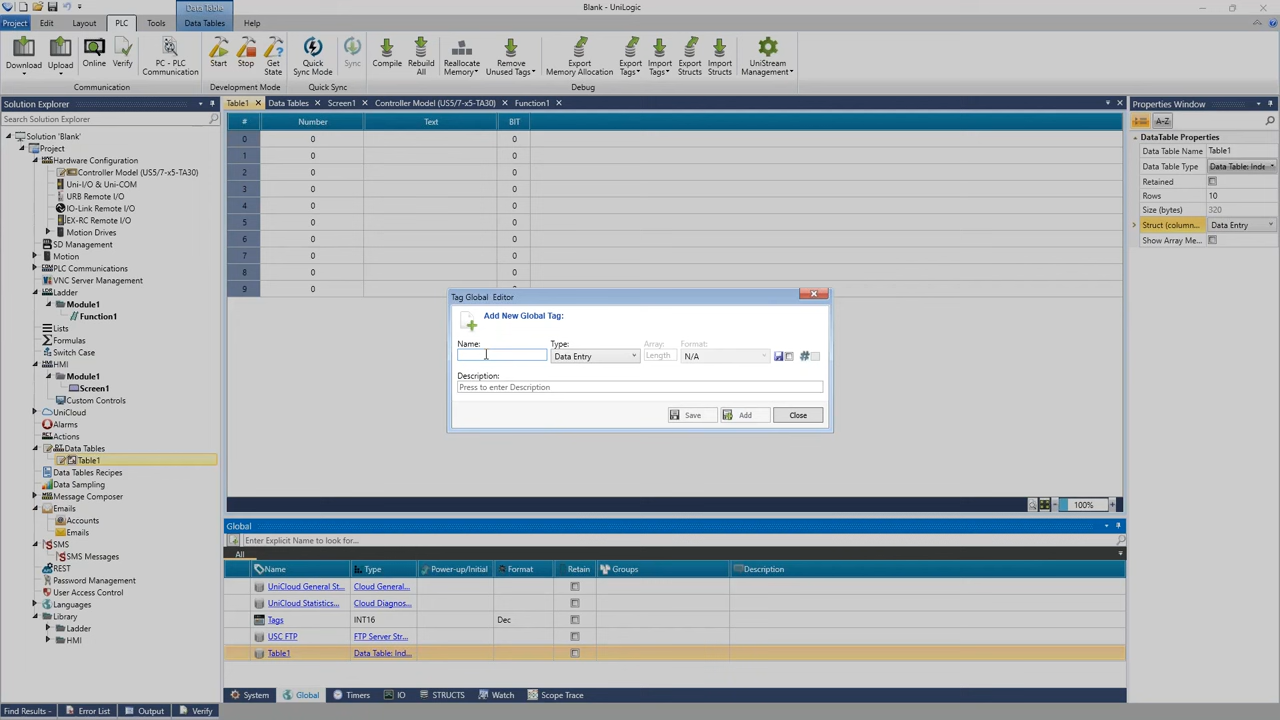 Data Table
Blank - UniLogic
Project Edit Layout PLC Tools Data Tables Help
Download Upload Online Verify PC - PLC Communication Start Stop Get State Quick Sync Mode Sync Compile Rebuild All Reallocate Memory Remove Unused Tags Export Memory Allocation Export Tags Import Tags Export Structs Import Structs UniStream Management
Communication Development Mode Quick Sync Debug
Solution Explorer
Search Solution Explorer
Solution 'Blank'
Project
Hardware Configuration
Controller Model (US5/7-x5-TA30)
Uni-I/O & Uni-COM
URB Remote I/O
IO-Link Remote I/O
EX-RC Remote I/O
Motion Drives
SD Management
Motion
PLC Communications
VNC Server Management
Ladder
Module1
Function1
Lists
Formulas
Switch Case
HMI
Module1
Screen1
Custom Controls
UniCloud
Alarms
Actions
Data Tables
Table1
Data Tables Recipes
Data Sampling
Message Composer
Emails
Accounts
Emails
SMS
SMS Messages
REST
Password Management
User Access Control
Languages
Library
Ladder
HMI
Table1 Data Tables Screen1 Controller Model (US5/7-x5-TA30) Function1
# Number Text BIT
0 0 0
1 0 0
2 0 0
3 0 0
4 0 0
5 0 0
6 0 0
7 0 0
8 0 0
9 0
Tag Global Editor
Add New Global Tag:
Name: Type: Array: Format:
Data Entry Length N/A #
Description:
Press to enter Description
Save Add Close
100%
Global
Enter Explicit Name to look for...
All
Name Type Power-up/Initial Format Retain Groups Description
UniCloud General St... Cloud General...
UniCloud Statistics... Cloud Diagnos...
Tags INT16 Dec
USC FTP FTP Server Str...
Table1 Data Table: Ind...
System Global Timers IO STRUCTS Watch Scope Trace
Properties Window
A-Z
DataTable Properties
Data Table Name Table1
Data Table Type Data Table: Inde
Retained
Rows 10
Size (bytes) 320
Struct (column... Data Entry
Show Array Me...
Find Results - Error List Output Verify